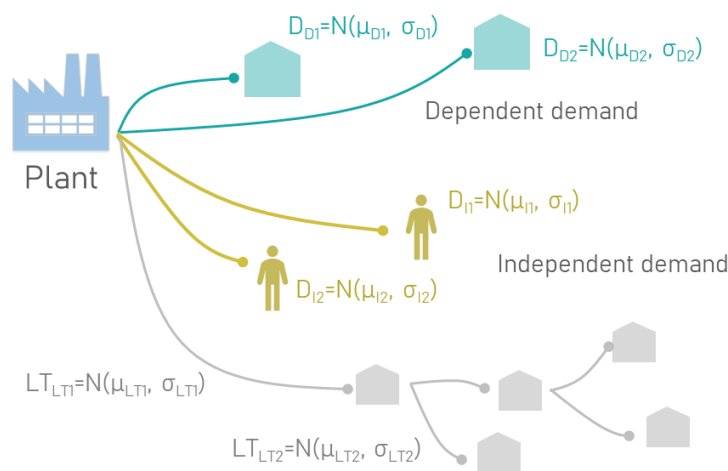 D_D1=N(μ_D1, σ_D1)
D_D2=N(μ_D2, σ_D2)
Dependent demand
Plant
D_I1=N(μ_I1, σ_I1)
Independent demand
D_I2=N(μ_I2, σ_I2)
LT_LT1=N(μ_LT1, σ_LT1)
LT_LT2=N(μ_LT2, σ_LT2)